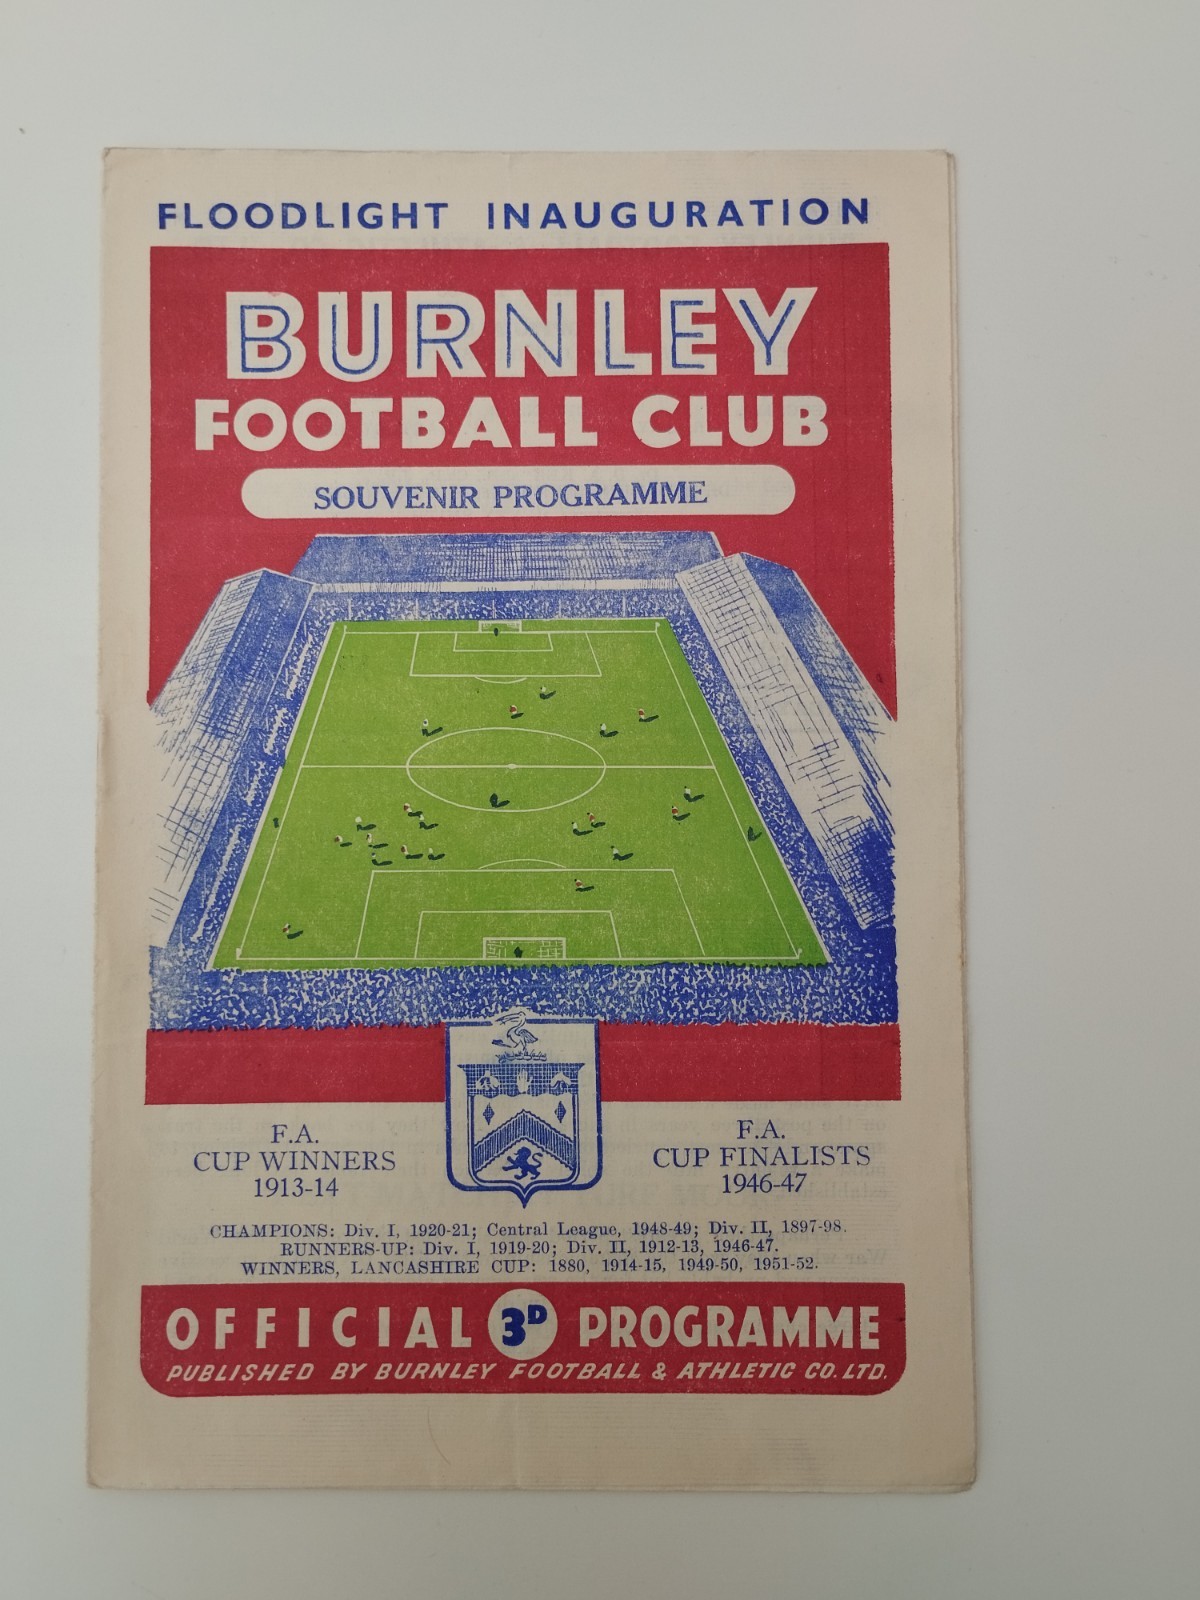 FLOODLIGHT INAUGURATION
BURNLEY
FOOTBALL CLUB
SOUVENIR PROGRAMME
F.A.
CUP WINNERS
1913-14
F.A.
CUP FINALISTS
1946-47
CHAMPIONS: Div. I, 1920-21; Central League, 1948-49; Div. II, 1897-98.
RUNNERS-UP: Div. I, 1919-20; Div. II, 1912-13, 1946-47.
WINNERS, LANCASHIRE CUP: 1880, 1914-15, 1949-50, 1951-52.
OFFICIAL 3D PROGRAMME
PUBLISHED BY BURNLEY FOOTBALL & ATHLETIC CO. LTD.